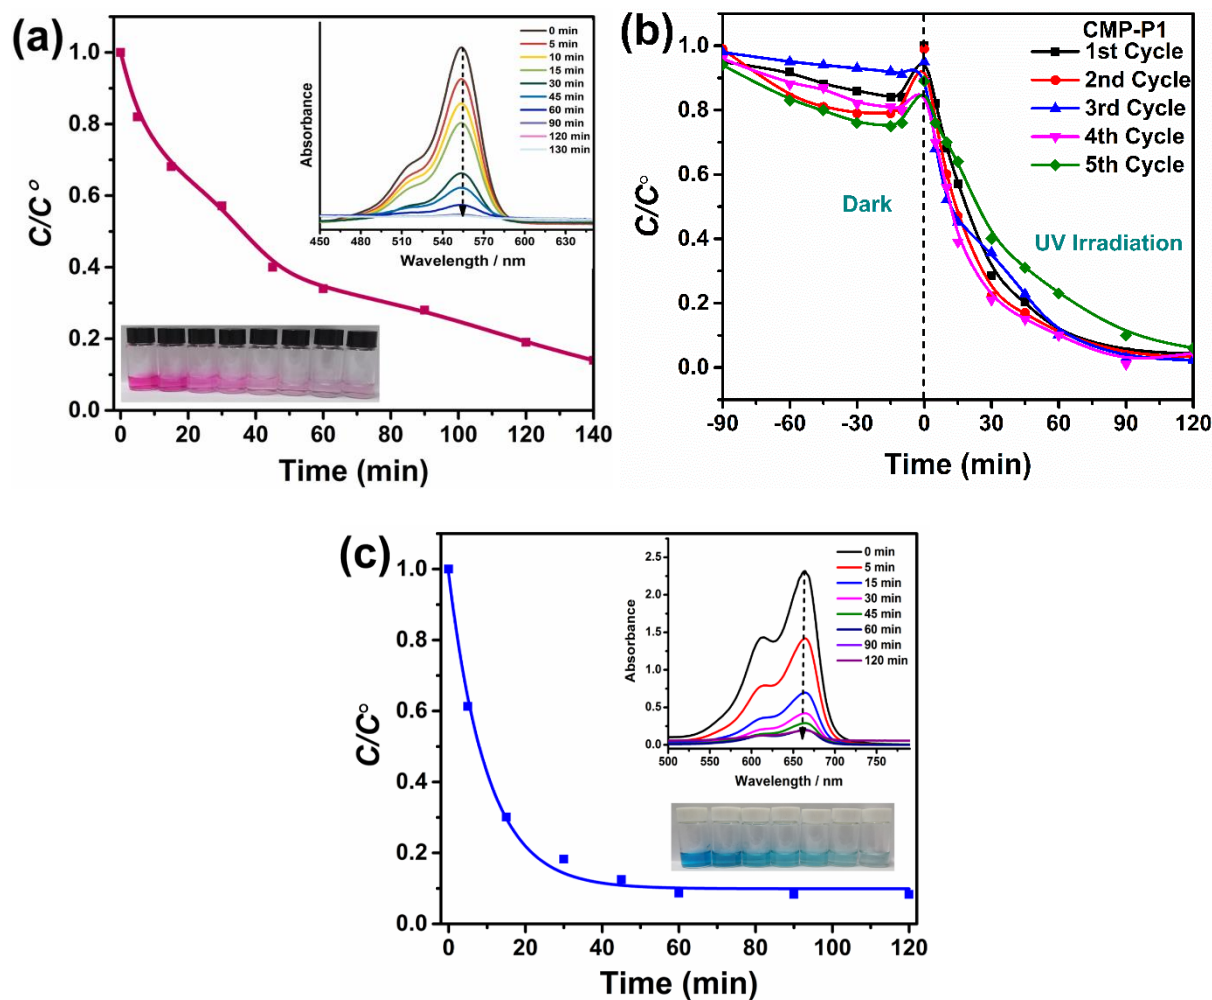 (a)
C/C°
1.0
0.8
0.6
0.4
0.2
0.0
0 20 40 60 80 100 120 140
Time (min)
Absorbance
0 min
5 min
10 min
15 min
30 min
45 min
60 min
90 min
120 min
130 min
450 480 510 540 570 600 630
Wavelength / nm
(b)
C/C°
1.0
0.8
0.6
0.4
0.2
0.0
CMP-P1
1st Cycle
2nd Cycle
3rd Cycle
4th Cycle
5th Cycle
Dark
UV Irradiation
-90 -60 -30 0 30 60 90 120
Time (min)
(c)
C/C°
1.0
0.8
0.6
0.4
0.2
0.0
0 20 40 60 80 100 120
Time (min)
Absorbance
2.5
2.0
1.5
1.0
0.5
0.0
0 min
5 min
15 min
30 min
45 min
60 min
90 min
120 min
500 550 600 650 700 750
Wavelength / nm